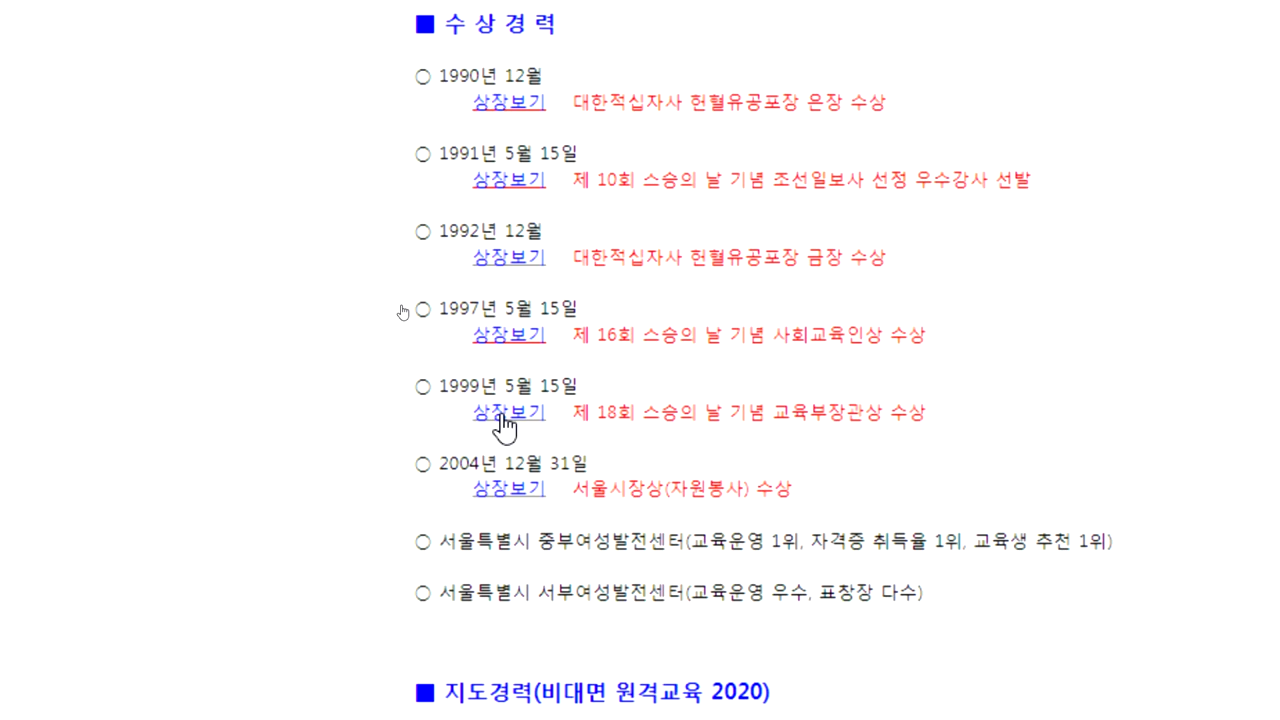 ■ 수 상 경 력
○ 1990년 12월
상장보기 대한적십자사 헌혈유공포장 은장 수상
○ 1991년 5월 15일
상장보기 제 10회 스승의 날 기념 조선일보사 선정 우수강사 선발
○ 1992년 12월
상장보기 대한적십자사 헌혈유공포장 금장 수상
○ 1997년 5월 15일
상장보기 제 16회 스승의 날 기념 사회교육인상 수상
○ 1999년 5월 15일
상장보기 제 18회 스승의 날 기념 교육부장관상 수상
○ 2004년 12월 31일
상장보기 서울시장상(자원봉사) 수상
○ 서울특별시 중부여성발전센터(교육운영 1위, 자격증 취득율 1위, 교육생 추천 1위)
○ 서울특별시 서부여성발전센터(교육운영 우수, 표창장 다수)
■ 지도경력(비대면 원격교육 2020)